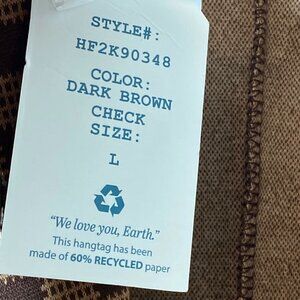 STYLE#:
HF2K90348
COLOR:
DARK BROWN
CHECK
SIZE:
L
“We love you, Earth.”
This hangtag has been
made of 60% RECYCLED paper